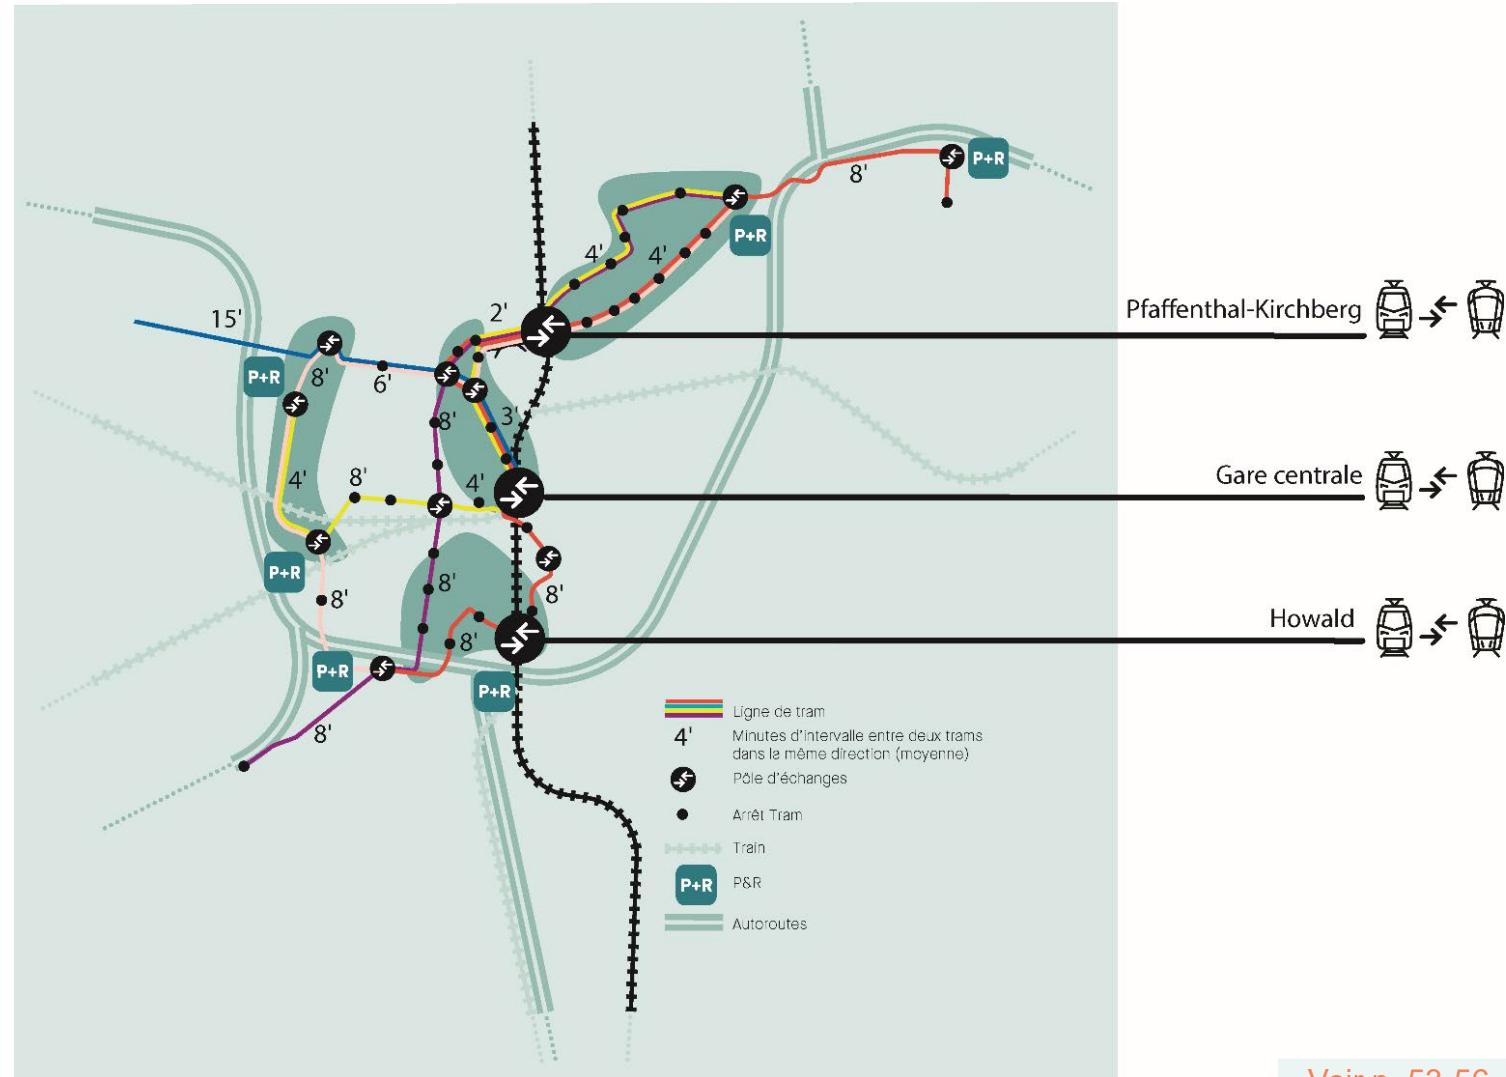 P+R
8'
P+R
4'
4'
2'
15'
Pfaffenthal-Kirchberg
P+R
8'
6'
8'
3'
4'
8'
4'
Gare centrale
P+R
8'
8'
8'
8'
Howald
P+R
P+R
8'
Ligne de tram
4'
Minutes d'intervalle entre deux trams
dans la même direction (moyenne)
Pôle d'échanges
Arrêt Tram
Train
P+R
P&R
Autoroutes